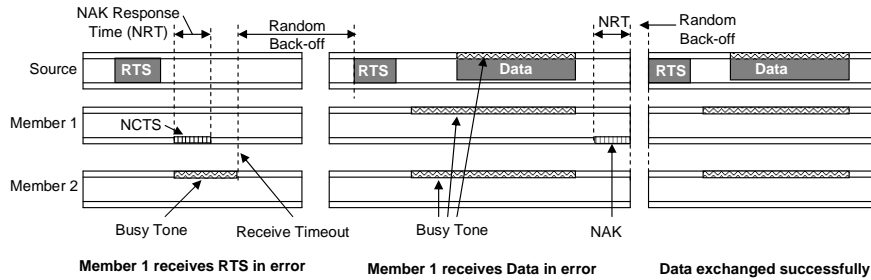 NAK Response
Time (NRT)
Random
Back-off
NRT
Random
Back-off
Source
RTS
RTS
Data
RTS
Data
Member 1
NCTS
Member 2
Busy Tone
Receive Timeout
Busy Tone
NAK
Member 1 receives RTS in error
Member 1 receives Data in error
Data exchanged successfully